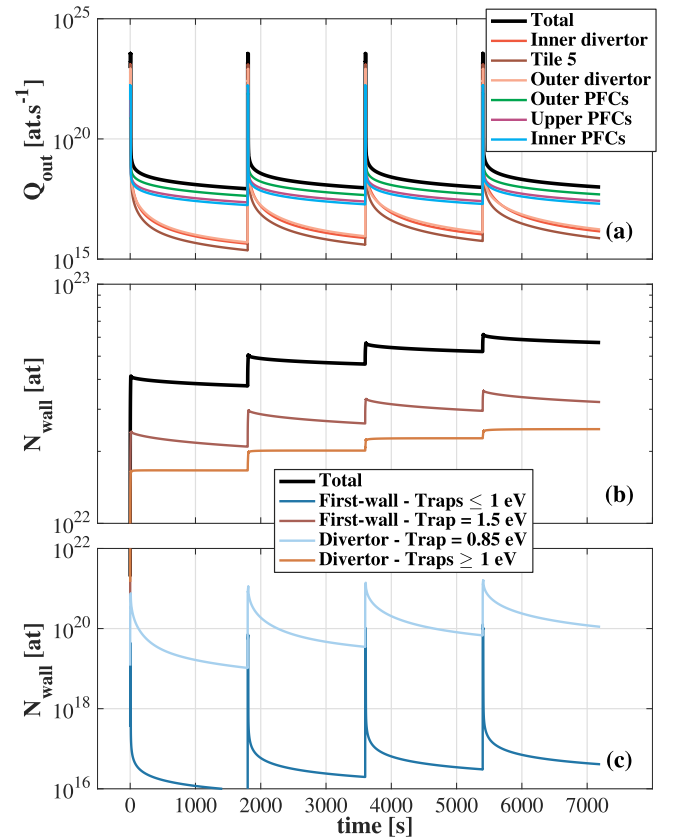 10^25
Q_out [at.s^-1]
10^20
10^15
Total
Inner divertor
Tile 5
Outer divertor
Outer PFCs
Upper PFCs
Inner PFCs
(a)
10^23
N_wall [at]
10^22
(b)
Total
First-wall - Traps ≤ 1 eV
First-wall - Trap = 1.5 eV
Divertor - Trap = 0.85 eV
Divertor - Traps ≥ 1 eV
10^22
10^20
N_wall [at]
10^18
10^16
(c)
0 1000 2000 3000 4000 5000 6000 7000
time [s]